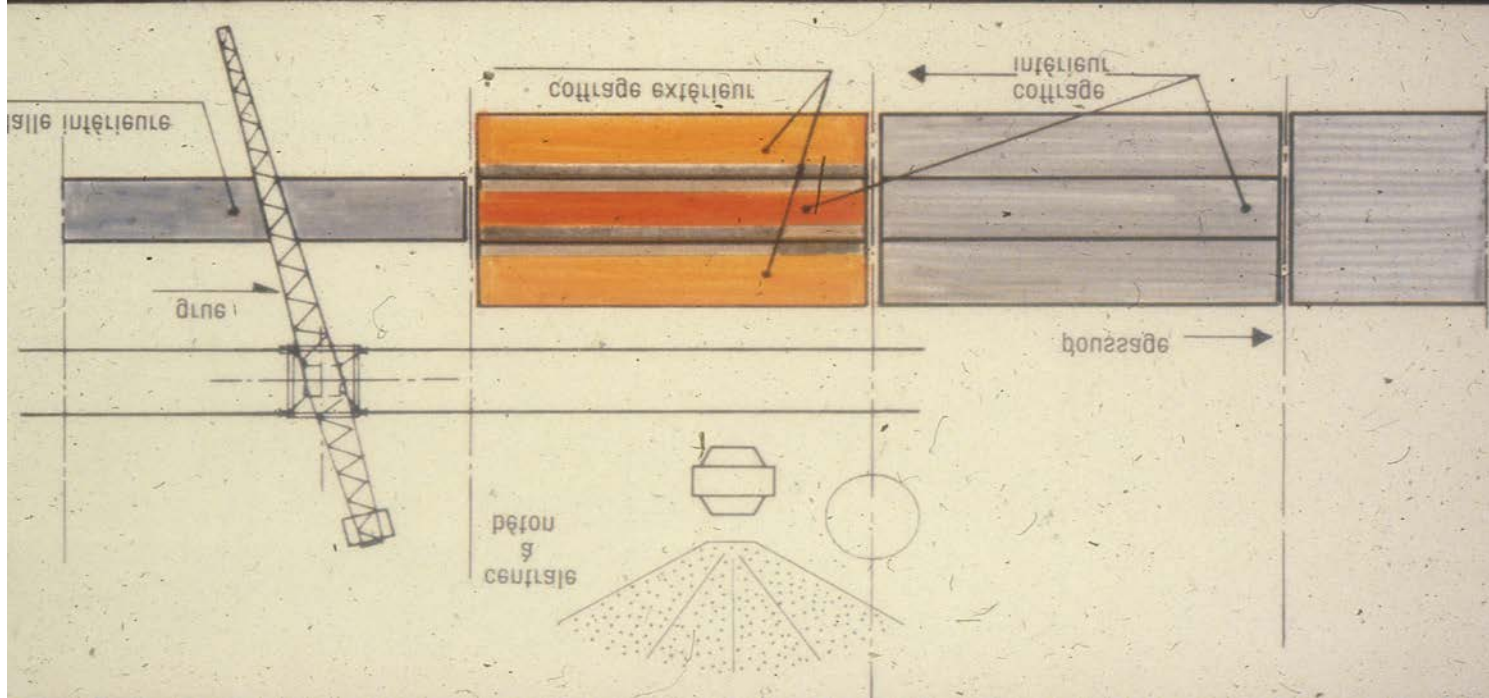 centrale
à
béton
poussage
grue
alle inférieure
coffrage extérieur
coffrage
intérieur